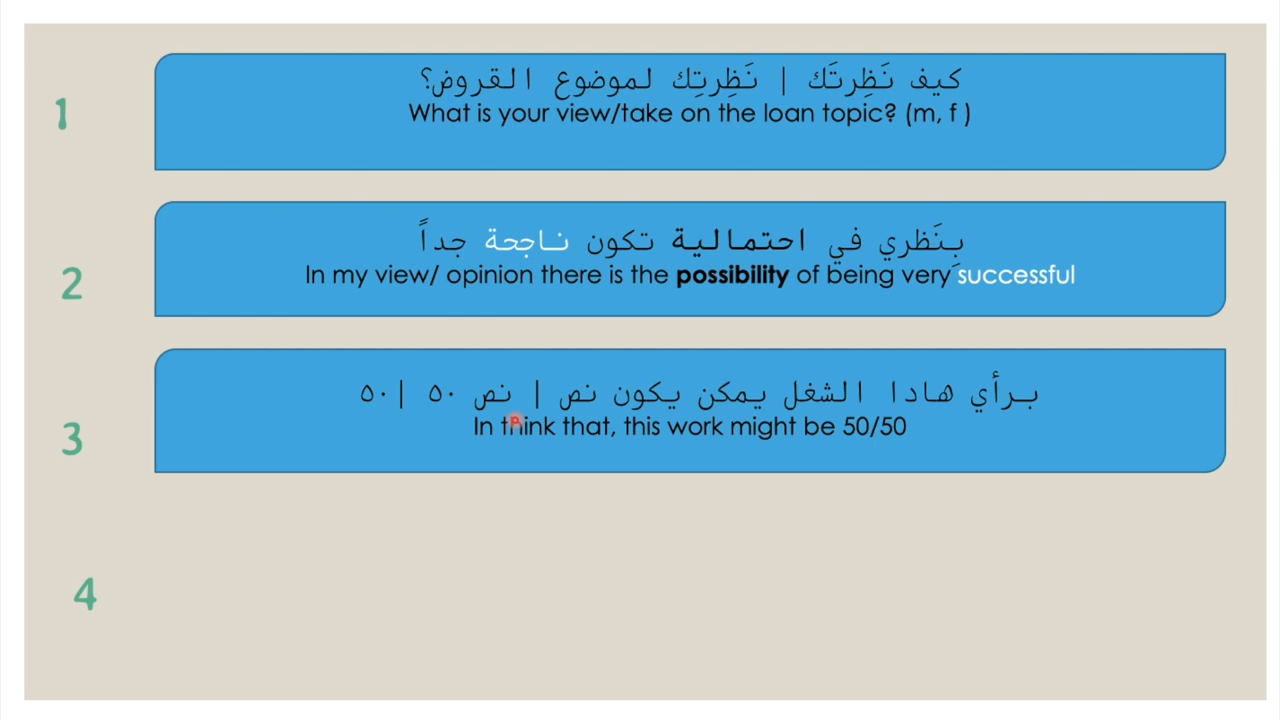 1
كيف نَظِرتَك | نَظِرتِك لموضوع القروض؟
What is your view/take on the loan topic? (m, f )
2
بِنَظري في احتمالية تكون ناجحة جداً
In my view/ opinion there is the possibility of being very successful
3
برأي هادا الشغل يمكن يكون نص | نص ٥٠ |٥٠
In think that, this work might be 50/50
4